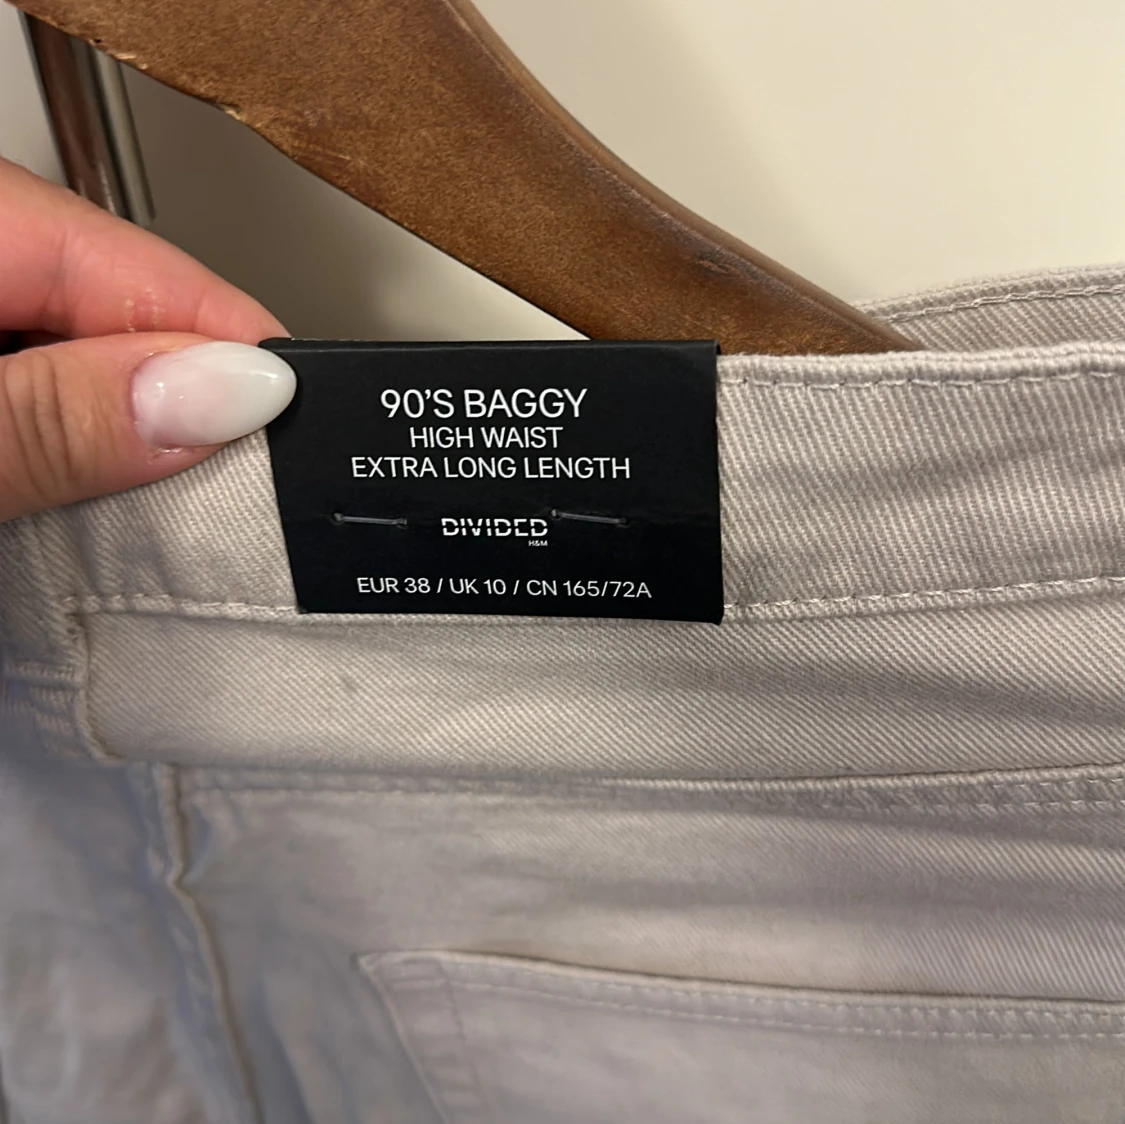 90'S BAGGY
HIGH WAIST
EXTRA LONG LENGTH
DIVIDED
H&M
EUR 38 / UK 10 / CN 165/72A